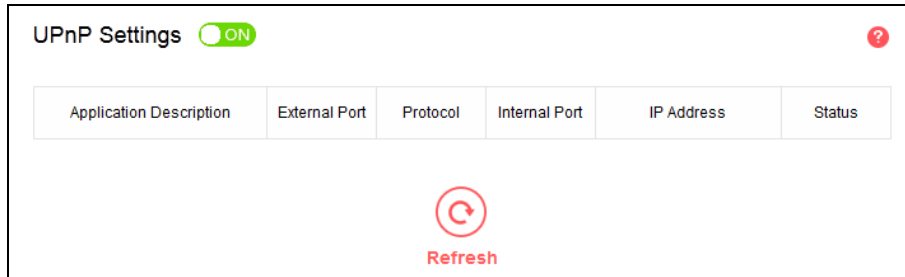 UPnP Settings ON ?
Application Description External Port Protocol Internal Port IP Address Status
Refresh